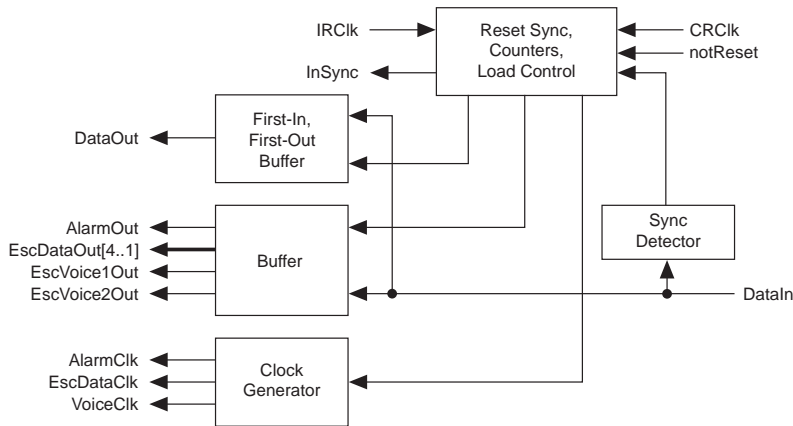 IRClk
Reset Sync,
Counters,
Load Control
CRClk
notReset
InSync
DataOut
First-In,
First-Out
Buffer
AlarmOut
EscDataOut[4..1]
EscVoice1Out
EscVoice2Out
Buffer
Sync
Detector
DataIn
AlarmClk
EscDataClk
VoiceClk
Clock
Generator